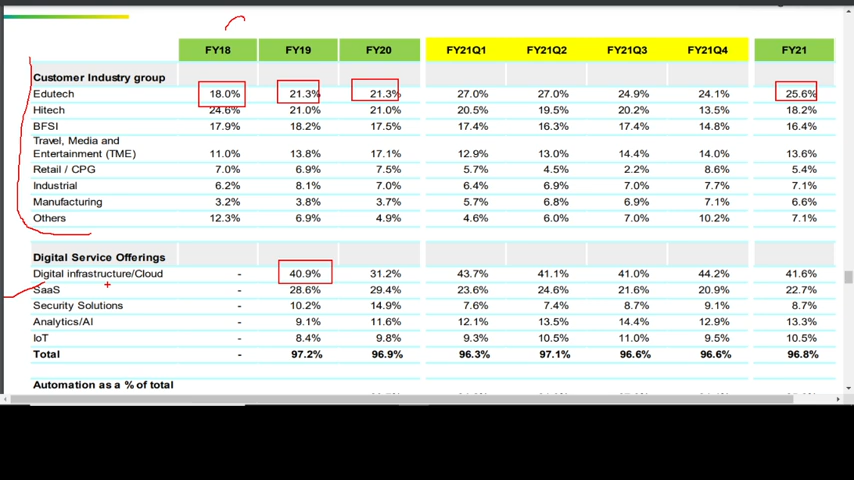 FY18 FY19 FY20 FY21Q1 FY21Q2 FY21Q3 FY21Q4 FY21
Customer Industry group
Edutech 18.0% 21.3% 21.3% 27.0% 27.0% 24.9% 24.1% 25.6%
Hitech 24.6% 21.0% 21.0% 20.5% 19.5% 20.2% 13.5% 18.2%
BFSI 17.9% 18.2% 17.5% 17.4% 16.3% 17.4% 14.8% 16.4%
Travel, Media and
Entertainment (TME) 11.0% 13.8% 17.1% 12.9% 13.0% 14.4% 14.0% 13.6%
Retail / CPG 7.0% 6.9% 7.5% 5.7% 4.5% 2.2% 8.6% 5.4%
Industrial 6.2% 8.1% 7.0% 6.4% 6.9% 7.0% 7.7% 7.1%
Manufacturing 3.2% 3.8% 3.7% 5.7% 6.8% 6.9% 7.1% 6.6%
Others 12.3% 6.9% 4.9% 4.6% 6.0% 7.0% 10.2% 7.1%
Digital Service Offerings
Digital infrastructure/Cloud - 40.9% 31.2% 43.7% 41.1% 41.0% 44.2% 41.6%
SaaS - 28.6% 29.4% 23.6% 24.6% 21.6% 20.9% 22.7%
Security Solutions - 10.2% 14.9% 7.6% 7.4% 8.7% 9.1% 8.7%
Analytics/AI - 9.1% 11.6% 12.1% 13.5% 14.4% 12.9% 13.3%
IoT - 8.4% 9.8% 9.3% 10.5% 11.0% 9.5% 10.5%
Total - 97.2% 96.9% 96.3% 97.1% 96.6% 96.6% 96.8%
Automation as a % of total